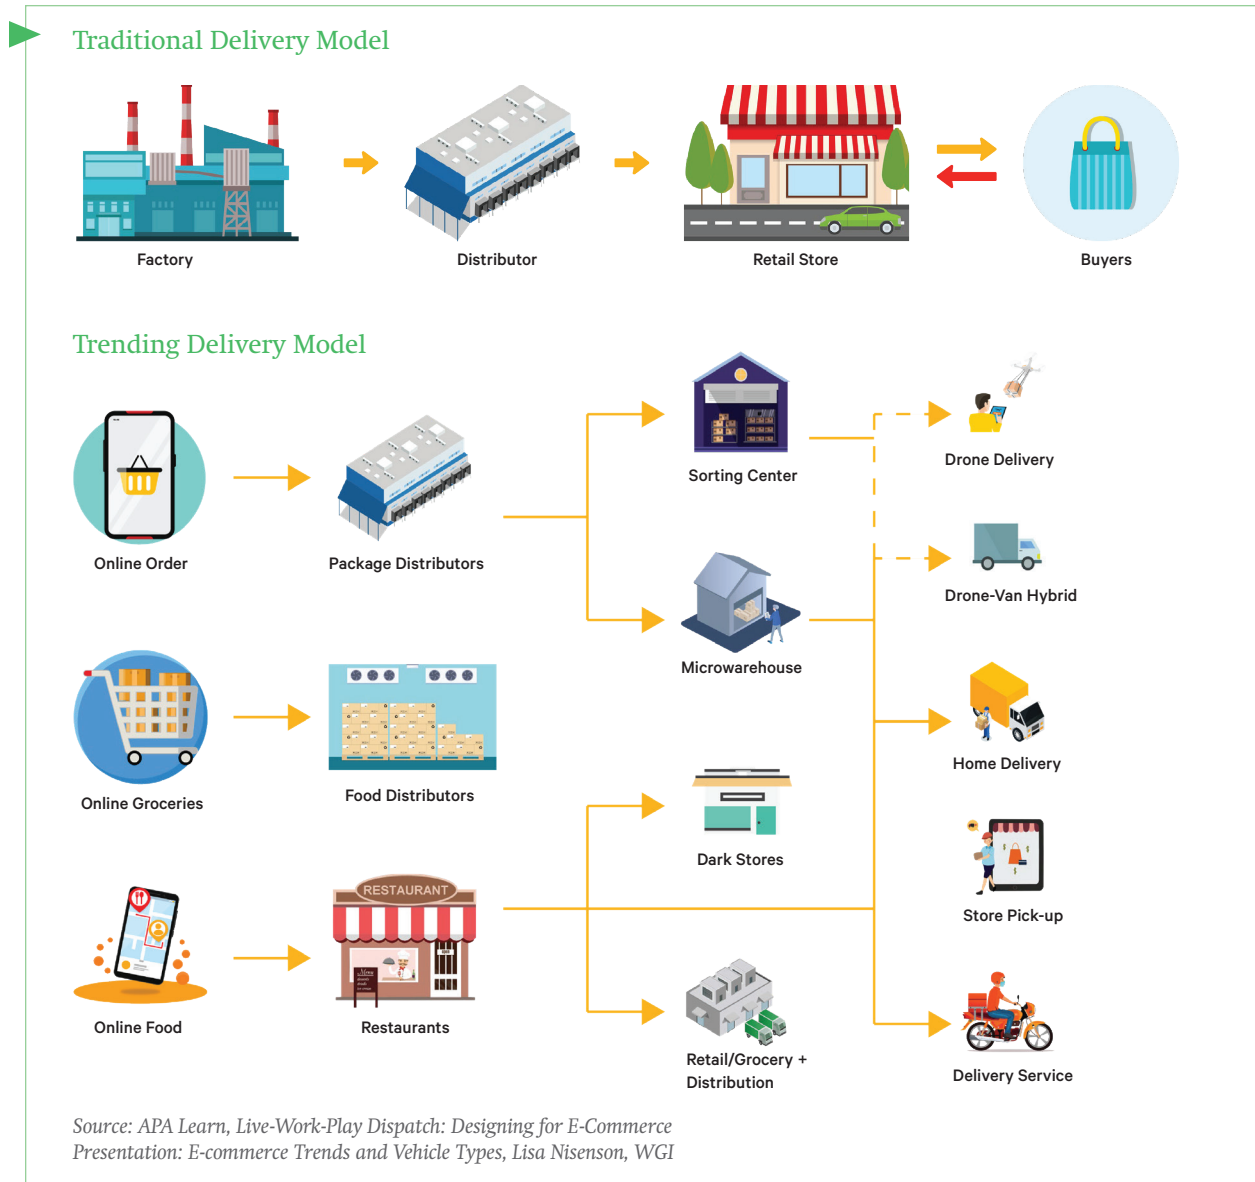 Traditional Delivery Model
Factory
Distributor
Retail Store
Buyers
Trending Delivery Model
Online Order
Package Distributors
Sorting Center
Drone Delivery
Drone-Van Hybrid
Microwarehouse
Online Groceries
Food Distributors
Home Delivery
Dark Stores
Store Pick-up
RESTAURANT
Menu
Online Food
Restaurants
Retail/Grocery +
Distribution
Delivery Service
Source: APA Learn, Live-Work-Play Dispatch: Designing for E-Commerce
Presentation: E-commerce Trends and Vehicle Types, Lisa Nisenson, WGI